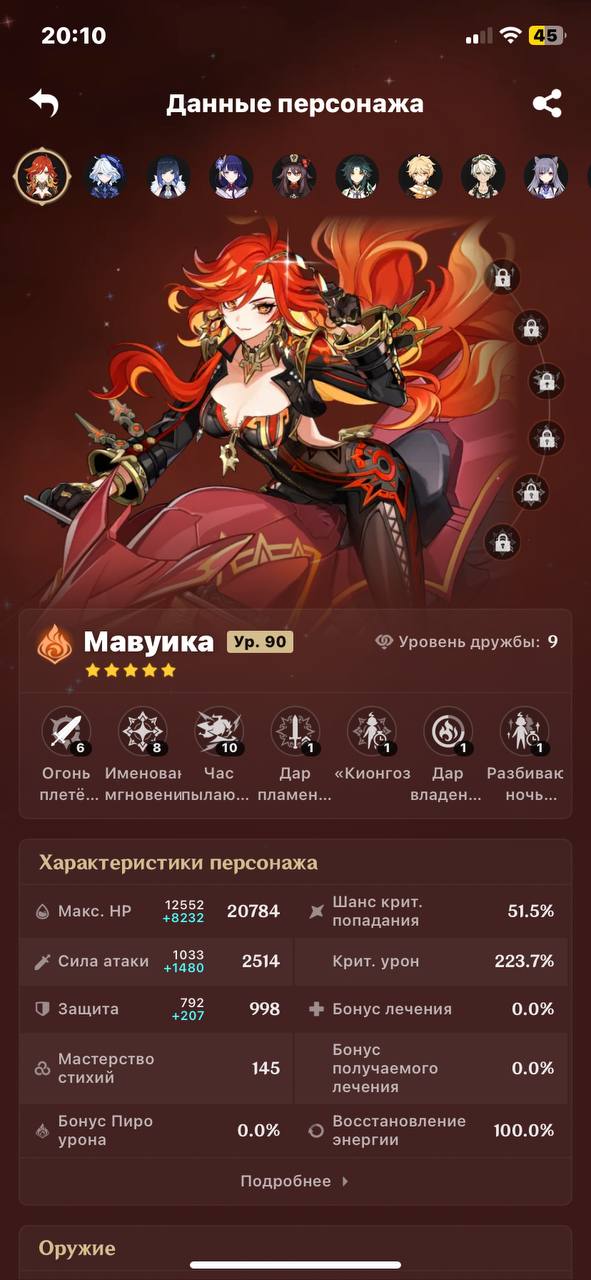 20:10
45
Данные персонажа
Мавуика
Ур. 90
Уровень дружбы: 9
6
8
10
1
1
1
1
Огонь плетё...
Именован мгновени
Час пылаю...
Дар пламен...
«Кионгоз
Дар владен...
Разбиваю ночь...
Характеристики персонажа
Макс. HP
12552
+8232
20784
Шанс крит. попадания
51.5%
Сила атаки
1033
+1480
2514
Крит. урон
223.7%
Защита
792
+207
998
Бонус лечения
0.0%
Мастерство стихий
145
Бонус получаемого лечения
0.0%
Бонус Пиро урона
0.0%
Восстановление энергии
100.0%
Подробнее
Оружие